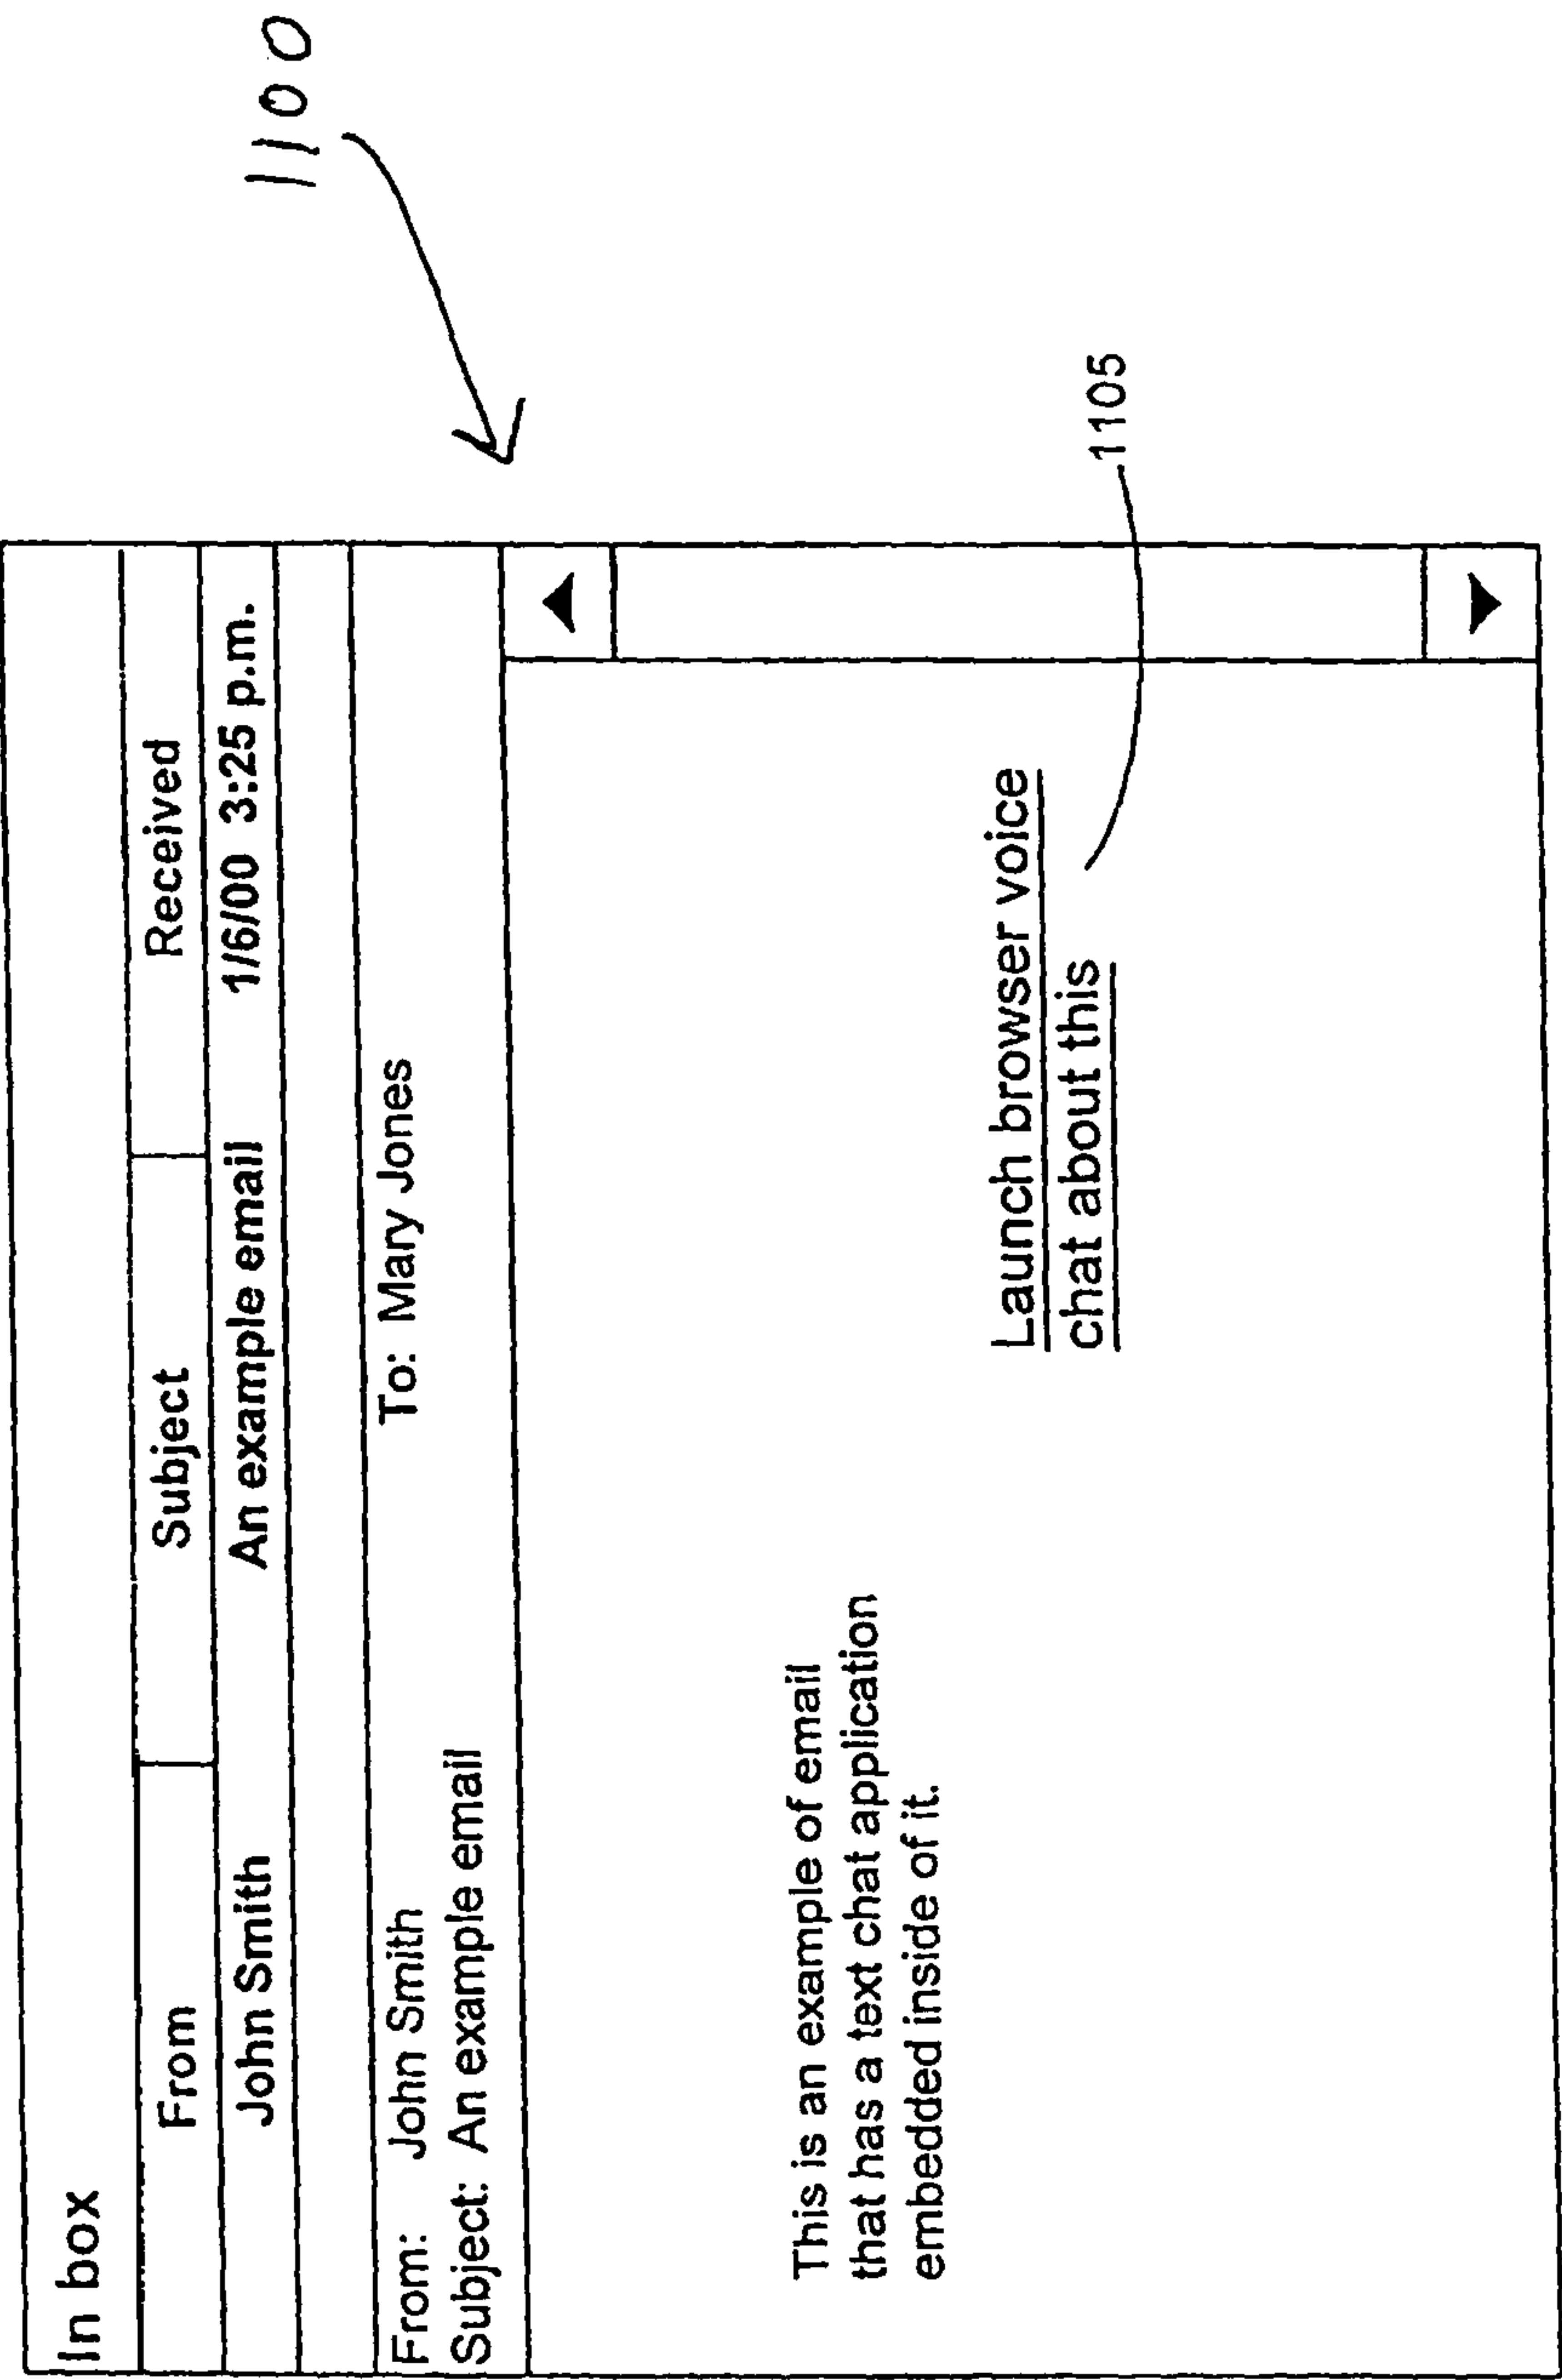 1100
In box
From Subject Received
John Smith An example email 1/6/00 3:25 p.m.
From: John Smith To: Mary Jones
Subject: An example email
This is an example of email
that has a text chat application
embedded inside of it.
Launch browser voice
chat about this
1105